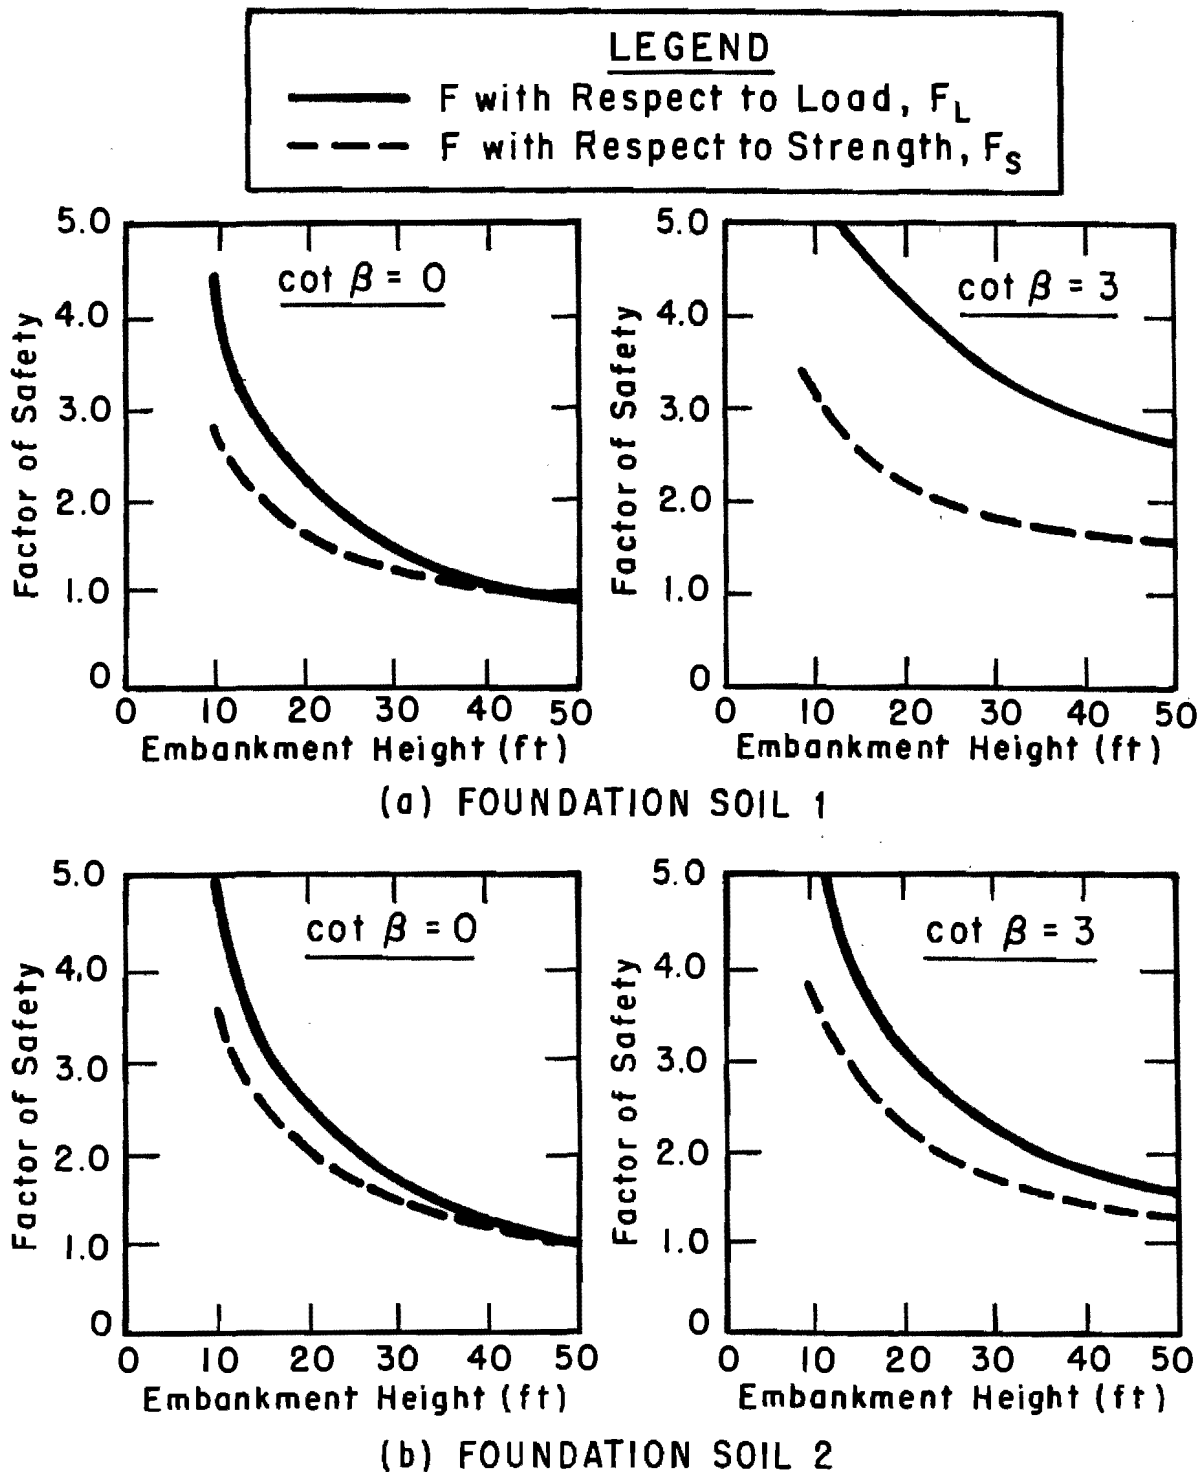 LEGEND
F with Respect to Load, F_L
F with Respect to Strength, F_S
5.0
4.0
3.0
2.0
1.0
0
Factor of Safety
cot β = 0
0 10 20 30 40 50
Embankment Height (ft)
5.0
4.0
3.0
2.0
1.0
0
Factor of Safety
cot β = 3
0 10 20 30 40 50
Embankment Height (ft)
(a) FOUNDATION SOIL 1
5.0
4.0
3.0
2.0
1.0
0
Factor of Safety
cot β = 0
0 10 20 30 40 50
Embankment Height (ft)
5.0
4.0
3.0
2.0
1.0
0
Factor of Safety
cot β = 3
0 10 20 30 40 50
Embankment Height (ft)
(b) FOUNDATION SOIL 2